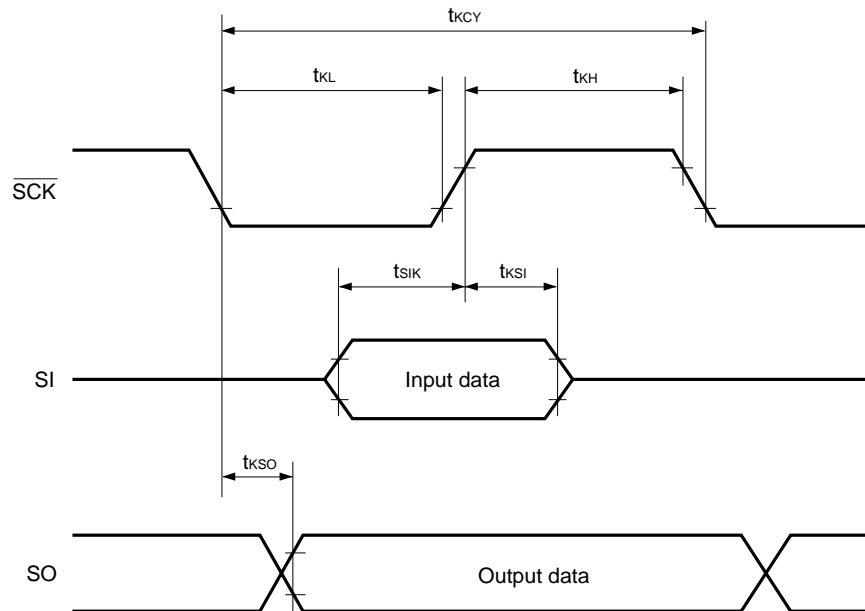 tKCY
tKL
tKH
SCK
tSIK
tKSI
SI
Input data
tKSO
SO
Output data